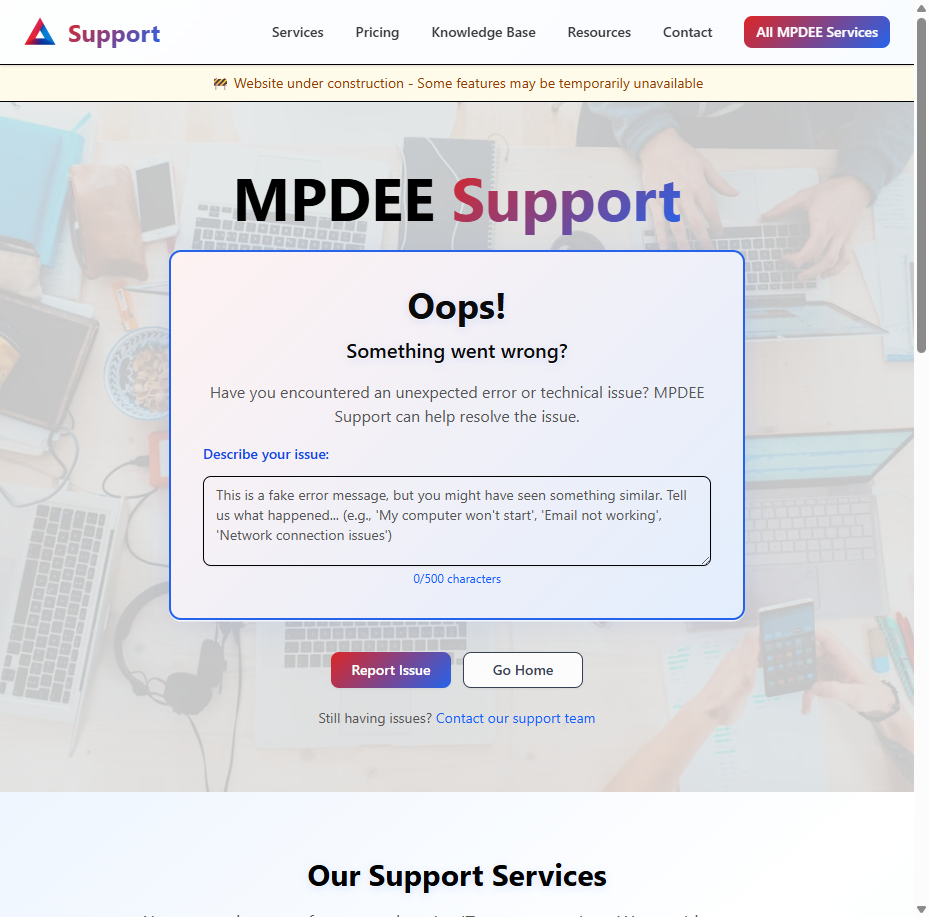 Support
Services
Pricing
Knowledge Base
Resources
Contact
All MPDEE Services
🚧 Website under construction - Some features may be temporarily unavailable
MPDEE Support
Oops!
Something went wrong?
Have you encountered an unexpected error or technical issue? MPDEE
Support can help resolve the issue.
Describe your issue:
This is a fake error message, but you might have seen something similar. Tell
us what happened... (e.g., 'My computer won't start', 'Email not working',
'Network connection issues')
0/500 characters
Report Issue
Go Home
Still having issues? Contact our support team
Our Support Services